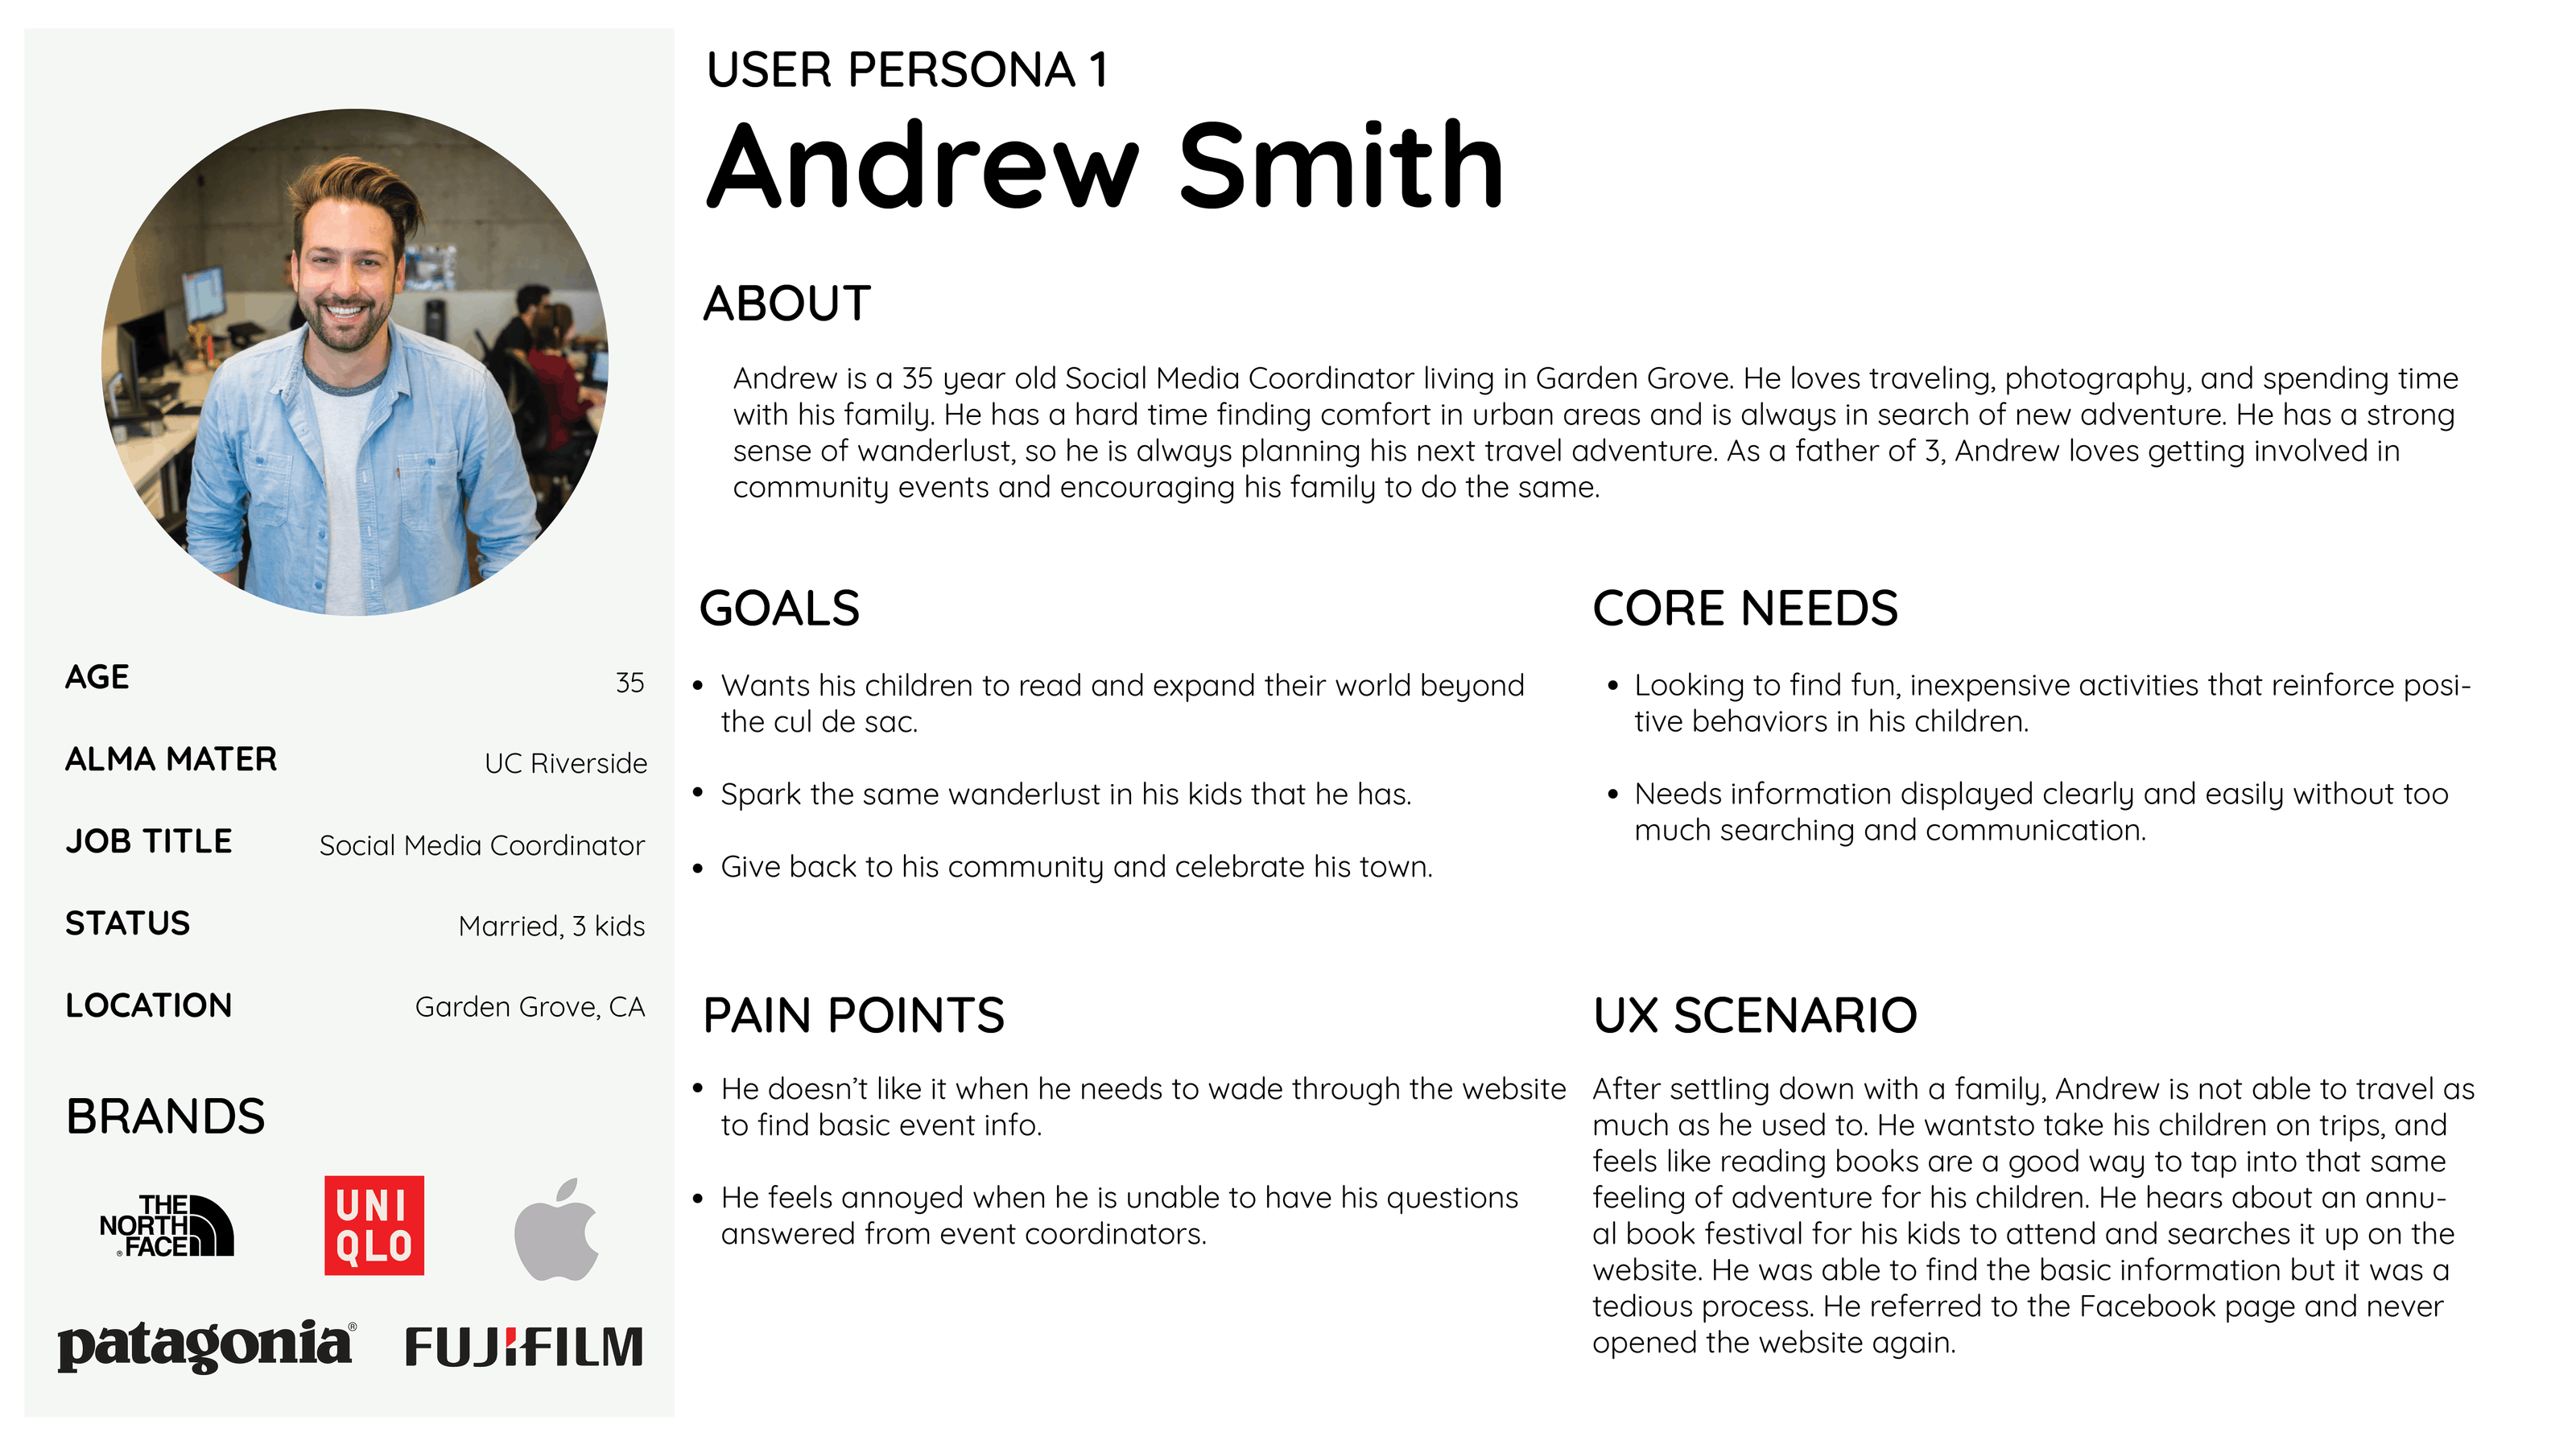 USER PERSONA 1
Andrew Smith
ABOUT
Andrew is a 35 year old Social Media Coordinator living in Garden Grove. He loves traveling, photography, and spending time
with his family. He has a hard time finding comfort in urban areas and is always in search of new adventure. He has a strong
sense of wanderlust, so he is always planning his next travel adventure. As a father of 3, Andrew loves getting involved in
community events and encouraging his family to do the same.
AGE 35
ALMA MATER UC Riverside
JOB TITLE Social Media Coordinator
STATUS Married, 3 kids
LOCATION Garden Grove, CA
BRANDS
THE
NORTH
® FACE
UNI
QLO
patagonia®
FUJIFILM
GOALS
• Wants his children to read and expand their world beyond
the cul de sac.
• Spark the same wanderlust in his kids that he has.
• Give back to his community and celebrate his town.
CORE NEEDS
• Looking to find fun, inexpensive activities that reinforce posi-
tive behaviors in his children.
• Needs information displayed clearly and easily without too
much searching and communication.
PAIN POINTS
• He doesn’t like it when he needs to wade through the website
to find basic event info.
• He feels annoyed when he is unable to have his questions
answered from event coordinators.
UX SCENARIO
After settling down with a family, Andrew is not able to travel as
much as he used to. He wantsto take his children on trips, and
feels like reading books are a good way to tap into that same
feeling of adventure for his children. He hears about an annu-
al book festival for his kids to attend and searches it up on the
website. He was able to find the basic information but it was a
tedious process. He referred to the Facebook page and never
opened the website again.